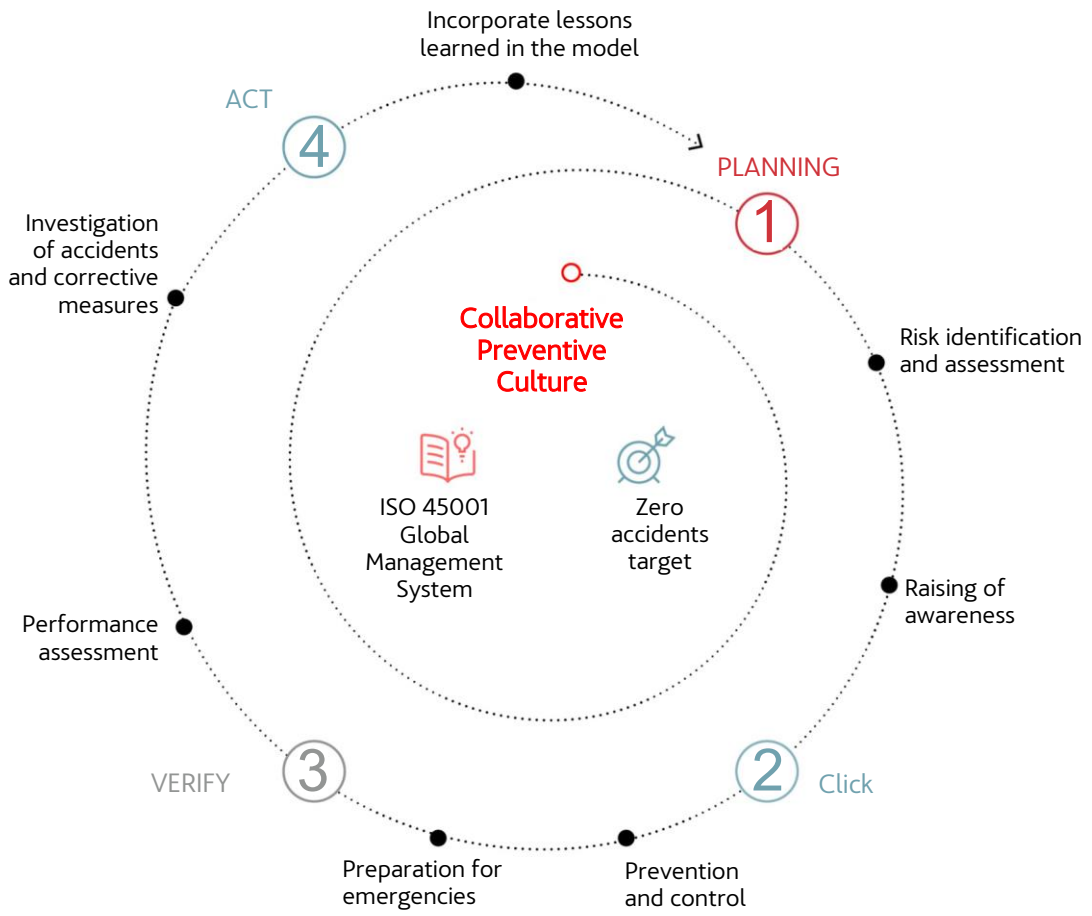 Incorporate lessons
learned in the model
ACT
4
PLANNING
1
Investigation
of accidents
and corrective
measures
Collaborative
Preventive
Culture
Risk identification
and assessment
ISO 45001
Global
Management
System
Zero
accidents
target
Raising of
awareness
Performance
assessment
VERIFY
3
2
Click
Preparation for
emergencies
Prevention
and control